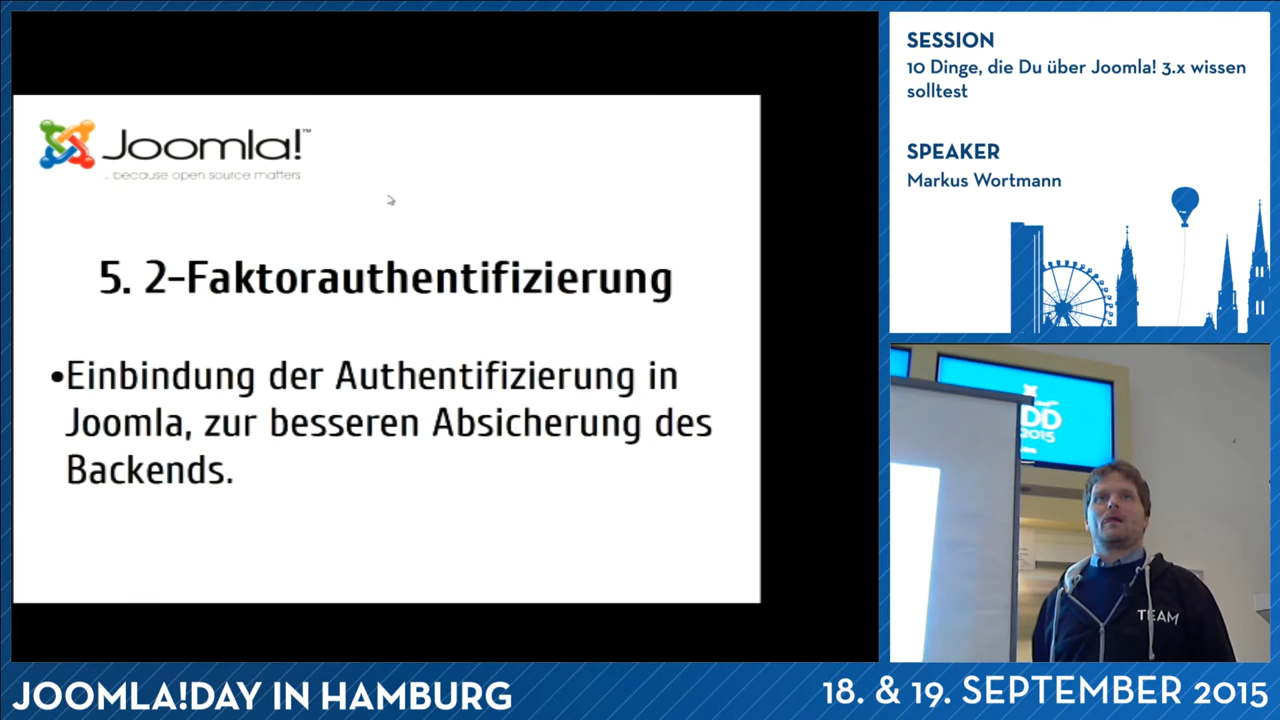 SESSION
10 Dinge, die Du über Joomla! 3.x wissen
solltest
SPEAKER
Markus Wortmann
Joomla!™
... because open source matters
5. 2-Faktorauthentifizierung
•Einbindung der Authentifizierung in
Joomla, zur besseren Absicherung des
Backends.
DD
2015
TEAM
JOOMLA!DAY IN HAMBURG
18. & 19. SEPTEMBER 2015